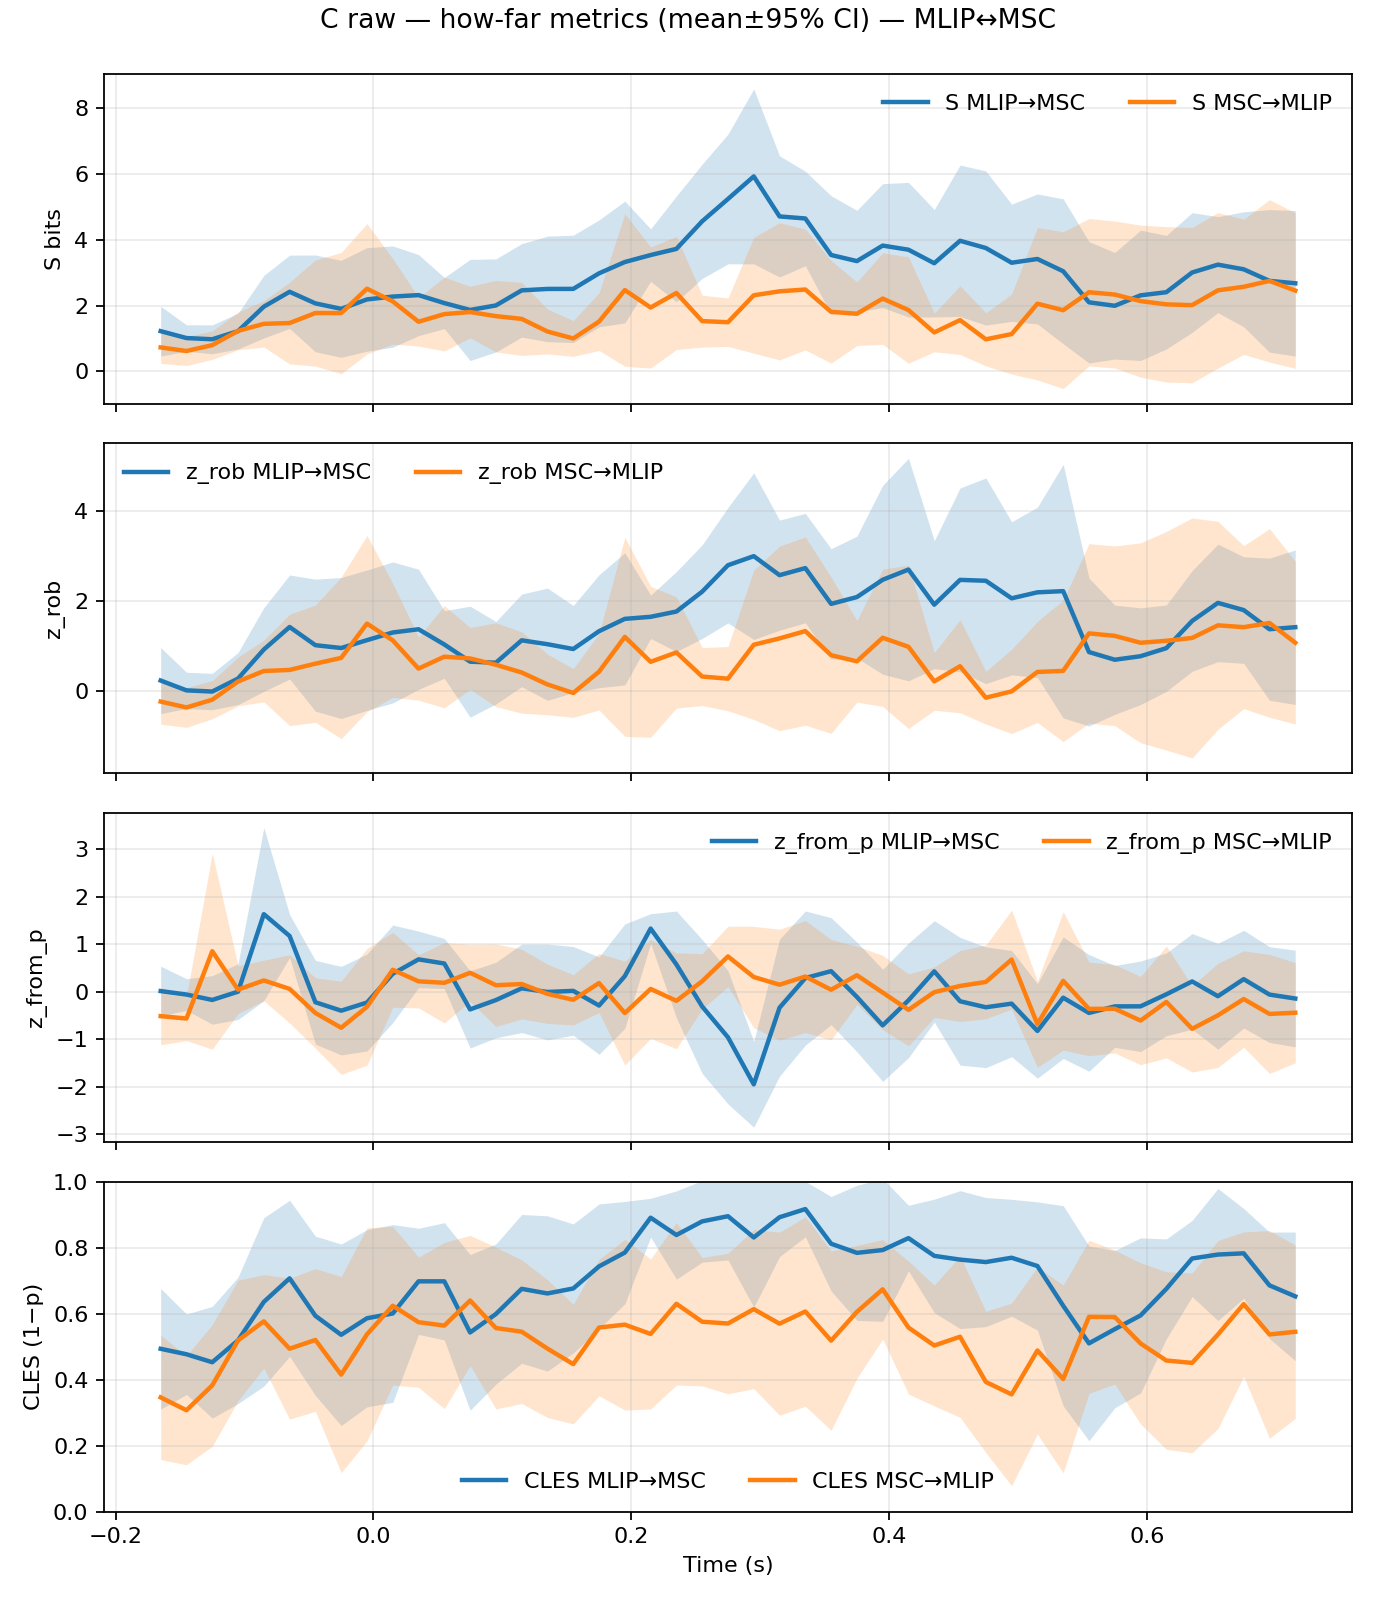 C raw — how-far metrics (mean±95% CI) — MLIP↔MSC
S MLIP→MSC S MSC→MLIP
8
6
4
2
0
S bits
z_rob MLIP→MSC z_rob MSC→MLIP
4
2
0
z_rob
z_from_p MLIP→MSC z_from_p MSC→MLIP
3
2
1
0
−1
−2
−3
z_from_p
1.0
0.8
0.6
0.4
0.2
0.0
CLES (1−p)
CLES MLIP→MSC CLES MSC→MLIP
−0.2 0.0 0.2 0.4 0.6
Time (s)